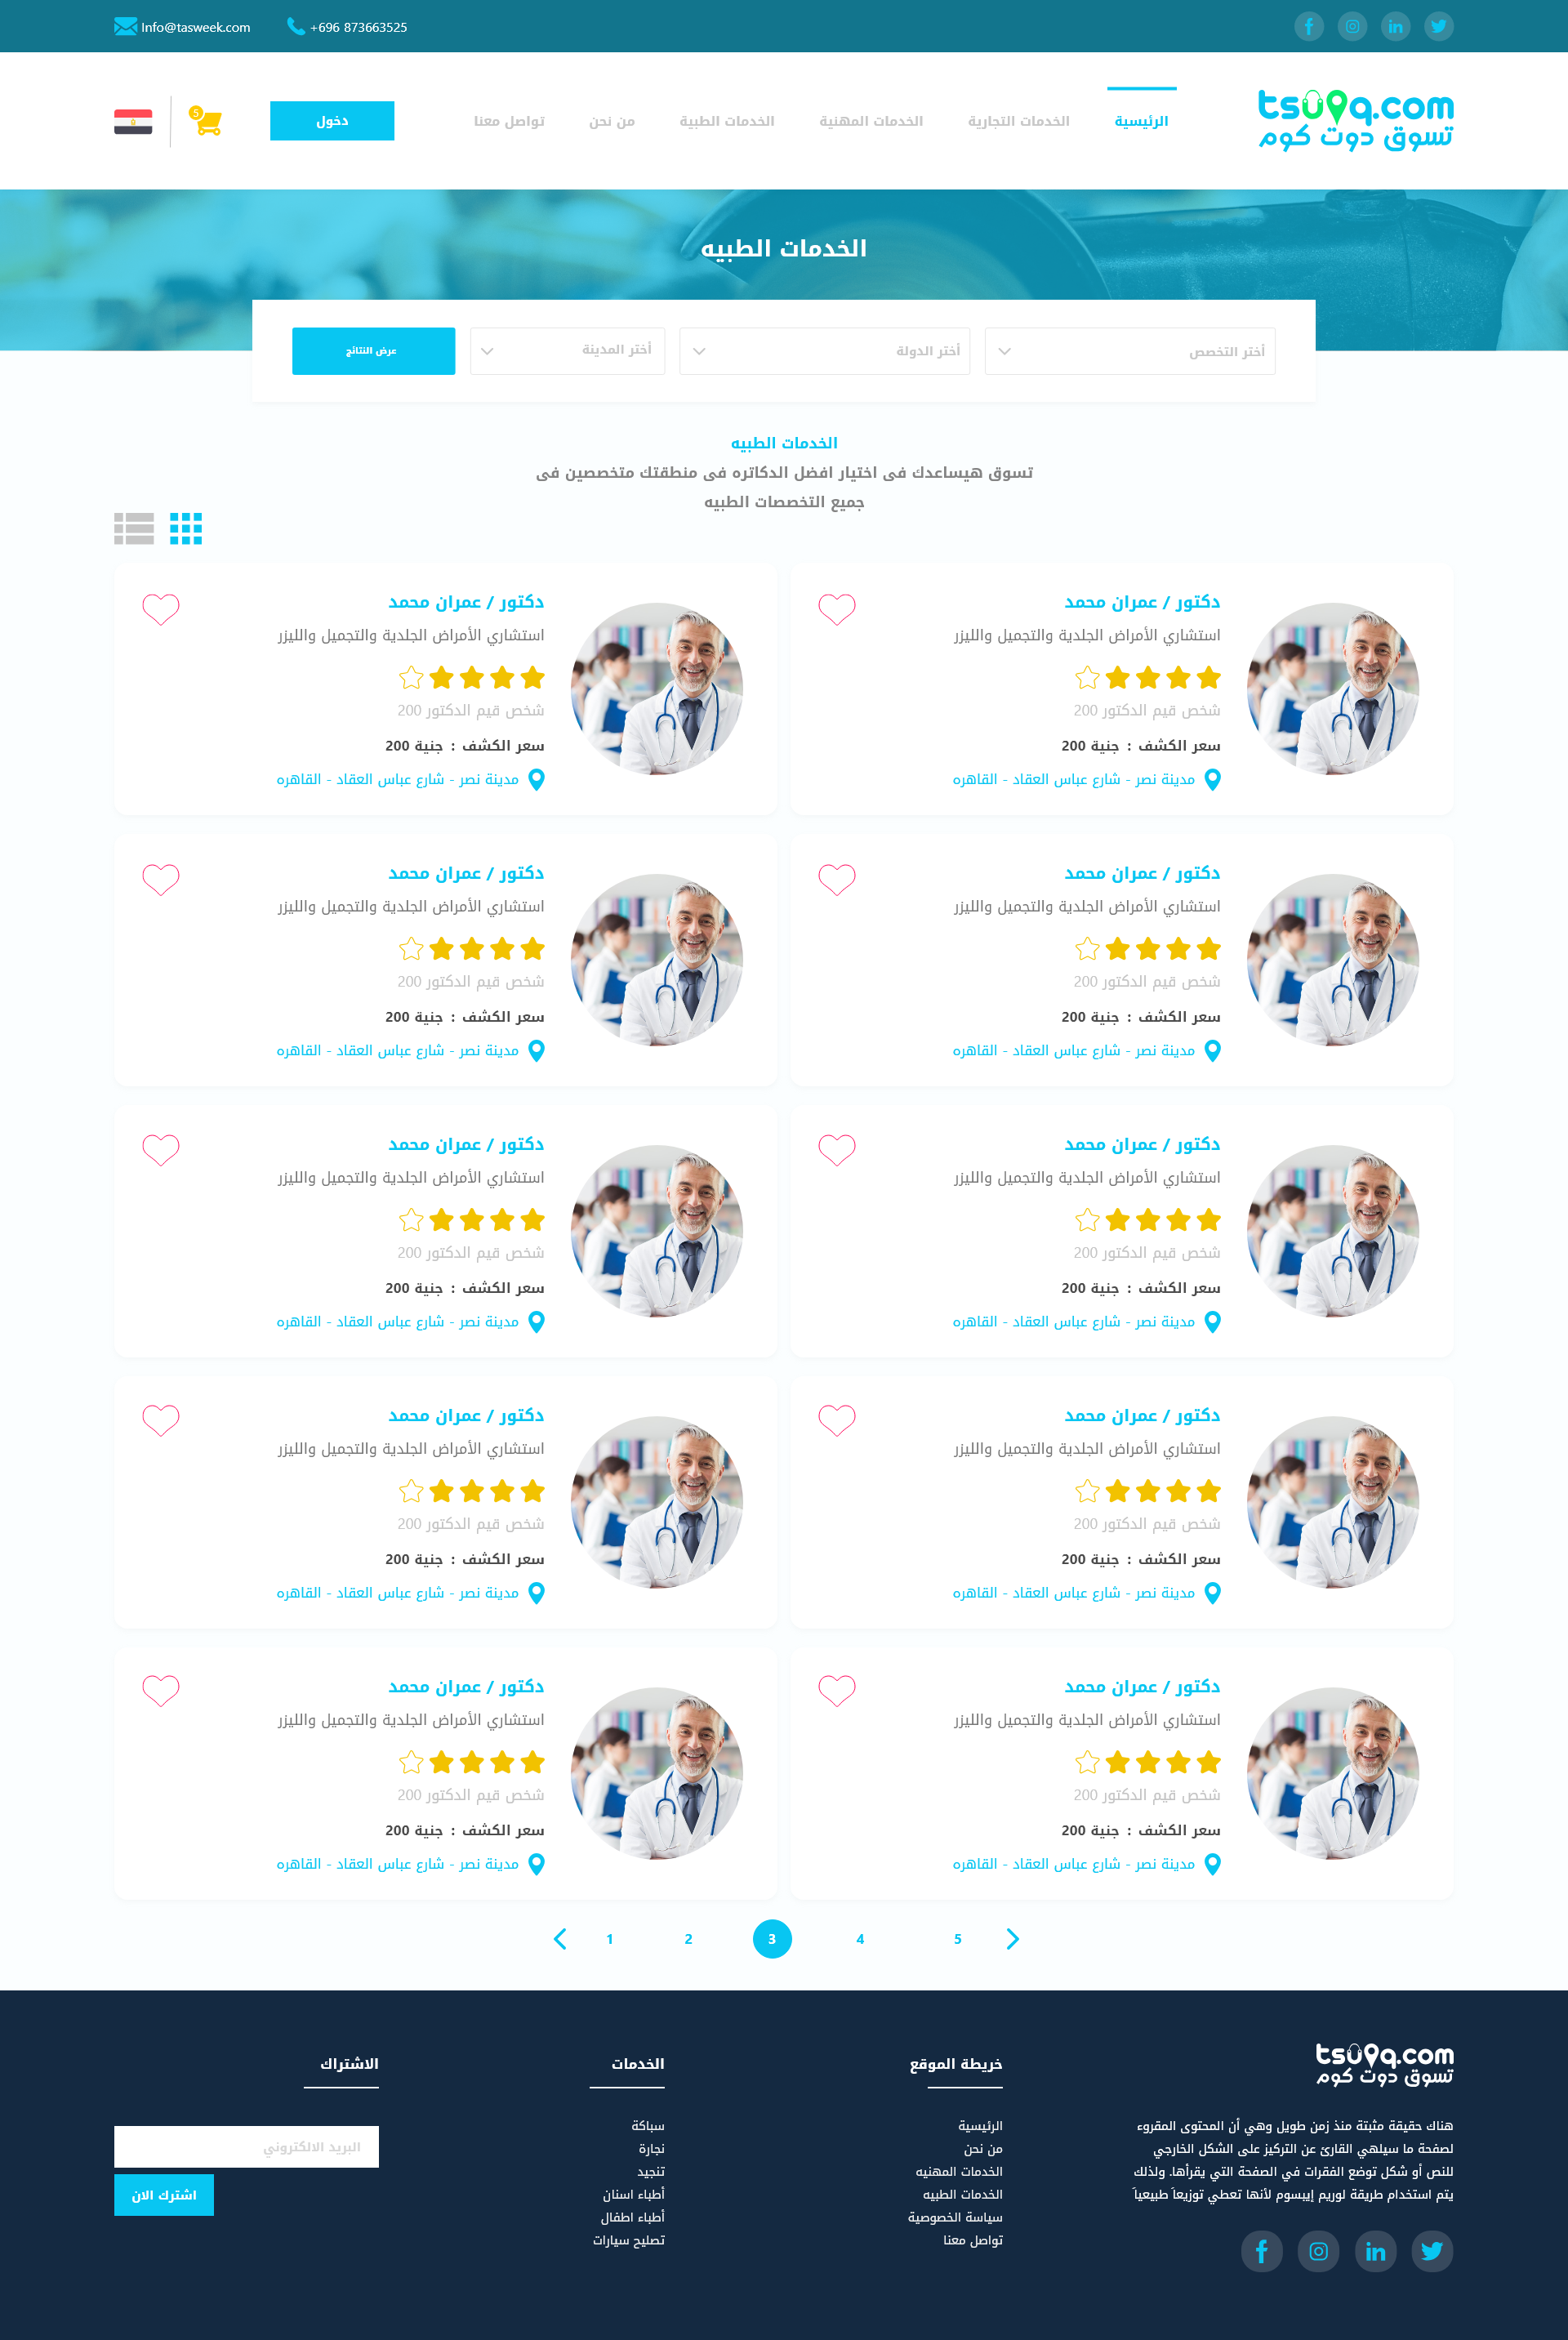 Info@tasweek.com
+696 873663525
tsuuq.com
تسوق دوت كوم
الرئيسية
الخدمات التجارية
الخدمات المهنية
الخدمات الطبية
من نحن
تواصل معنا
دخول
5
الخدمات الطبيه
أختر التخصص
أختر الدولة
أختر المدينة
عرض النتائج
الخدمات الطبيه
تسوق هيساعدك فى اختيار افضل الدكاتره فى منطقتك متخصصين فى
جميع التخصصات الطبيه
دكتور / عمران محمد
استشاري الأمراض الجلدية والتجميل والليزر
شخص قيم الدكتور 200
سعر الكشف : جنية 200
مدينة نصر - شارع عباس العقاد - القاهره
دكتور / عمران محمد
استشاري الأمراض الجلدية والتجميل والليزر
شخص قيم الدكتور 200
سعر الكشف : جنية 200
مدينة نصر - شارع عباس العقاد - القاهره
دكتور / عمران محمد
استشاري الأمراض الجلدية والتجميل والليزر
شخص قيم الدكتور 200
سعر الكشف : جنية 200
مدينة نصر - شارع عباس العقاد - القاهره
دكتور / عمران محمد
استشاري الأمراض الجلدية والتجميل والليزر
شخص قيم الدكتور 200
سعر الكشف : جنية 200
مدينة نصر - شارع عباس العقاد - القاهره
دكتور / عمران محمد
استشاري الأمراض الجلدية والتجميل والليزر
شخص قيم الدكتور 200
سعر الكشف : جنية 200
مدينة نصر - شارع عباس العقاد - القاهره
دكتور / عمران محمد
استشاري الأمراض الجلدية والتجميل والليزر
شخص قيم الدكتور 200
سعر الكشف : جنية 200
مدينة نصر - شارع عباس العقاد - القاهره
دكتور / عمران محمد
استشاري الأمراض الجلدية والتجميل والليزر
شخص قيم الدكتور 200
سعر الكشف : جنية 200
مدينة نصر - شارع عباس العقاد - القاهره
دكتور / عمران محمد
استشاري الأمراض الجلدية والتجميل والليزر
شخص قيم الدكتور 200
سعر الكشف : جنية 200
مدينة نصر - شارع عباس العقاد - القاهره
دكتور / عمران محمد
استشاري الأمراض الجلدية والتجميل والليزر
شخص قيم الدكتور 200
سعر الكشف : جنية 200
مدينة نصر - شارع عباس العقاد - القاهره
دكتور / عمران محمد
استشاري الأمراض الجلدية والتجميل والليزر
شخص قيم الدكتور 200
سعر الكشف : جنية 200
مدينة نصر - شارع عباس العقاد - القاهره
1 2 3 4 5
tsuuq.com
تسوق دوت كوم
هناك حقيقة مثبتة منذ زمن طويل وهي أن المحتوى المقروء
لصفحة ما سيلهي القارئ عن التركيز على الشكل الخارجي
للنص أو شكل توضع الفقرات في الصفحة التي يقرأها. ولذلك
يتم استخدام طريقة لوريم إيبسوم لأنها تعطي توزيعاَ طبيعياَ
خريطة الموقع
الرئيسية
من نحن
الخدمات المهنيه
الخدمات الطبيه
سياسة الخصوصية
تواصل معنا
الخدمات
سباكة
نجارة
تنجيد
أطباء اسنان
أطباء اطفال
تصليح سيارات
الاشتراك
البريد الالكتروني
اشترك الان